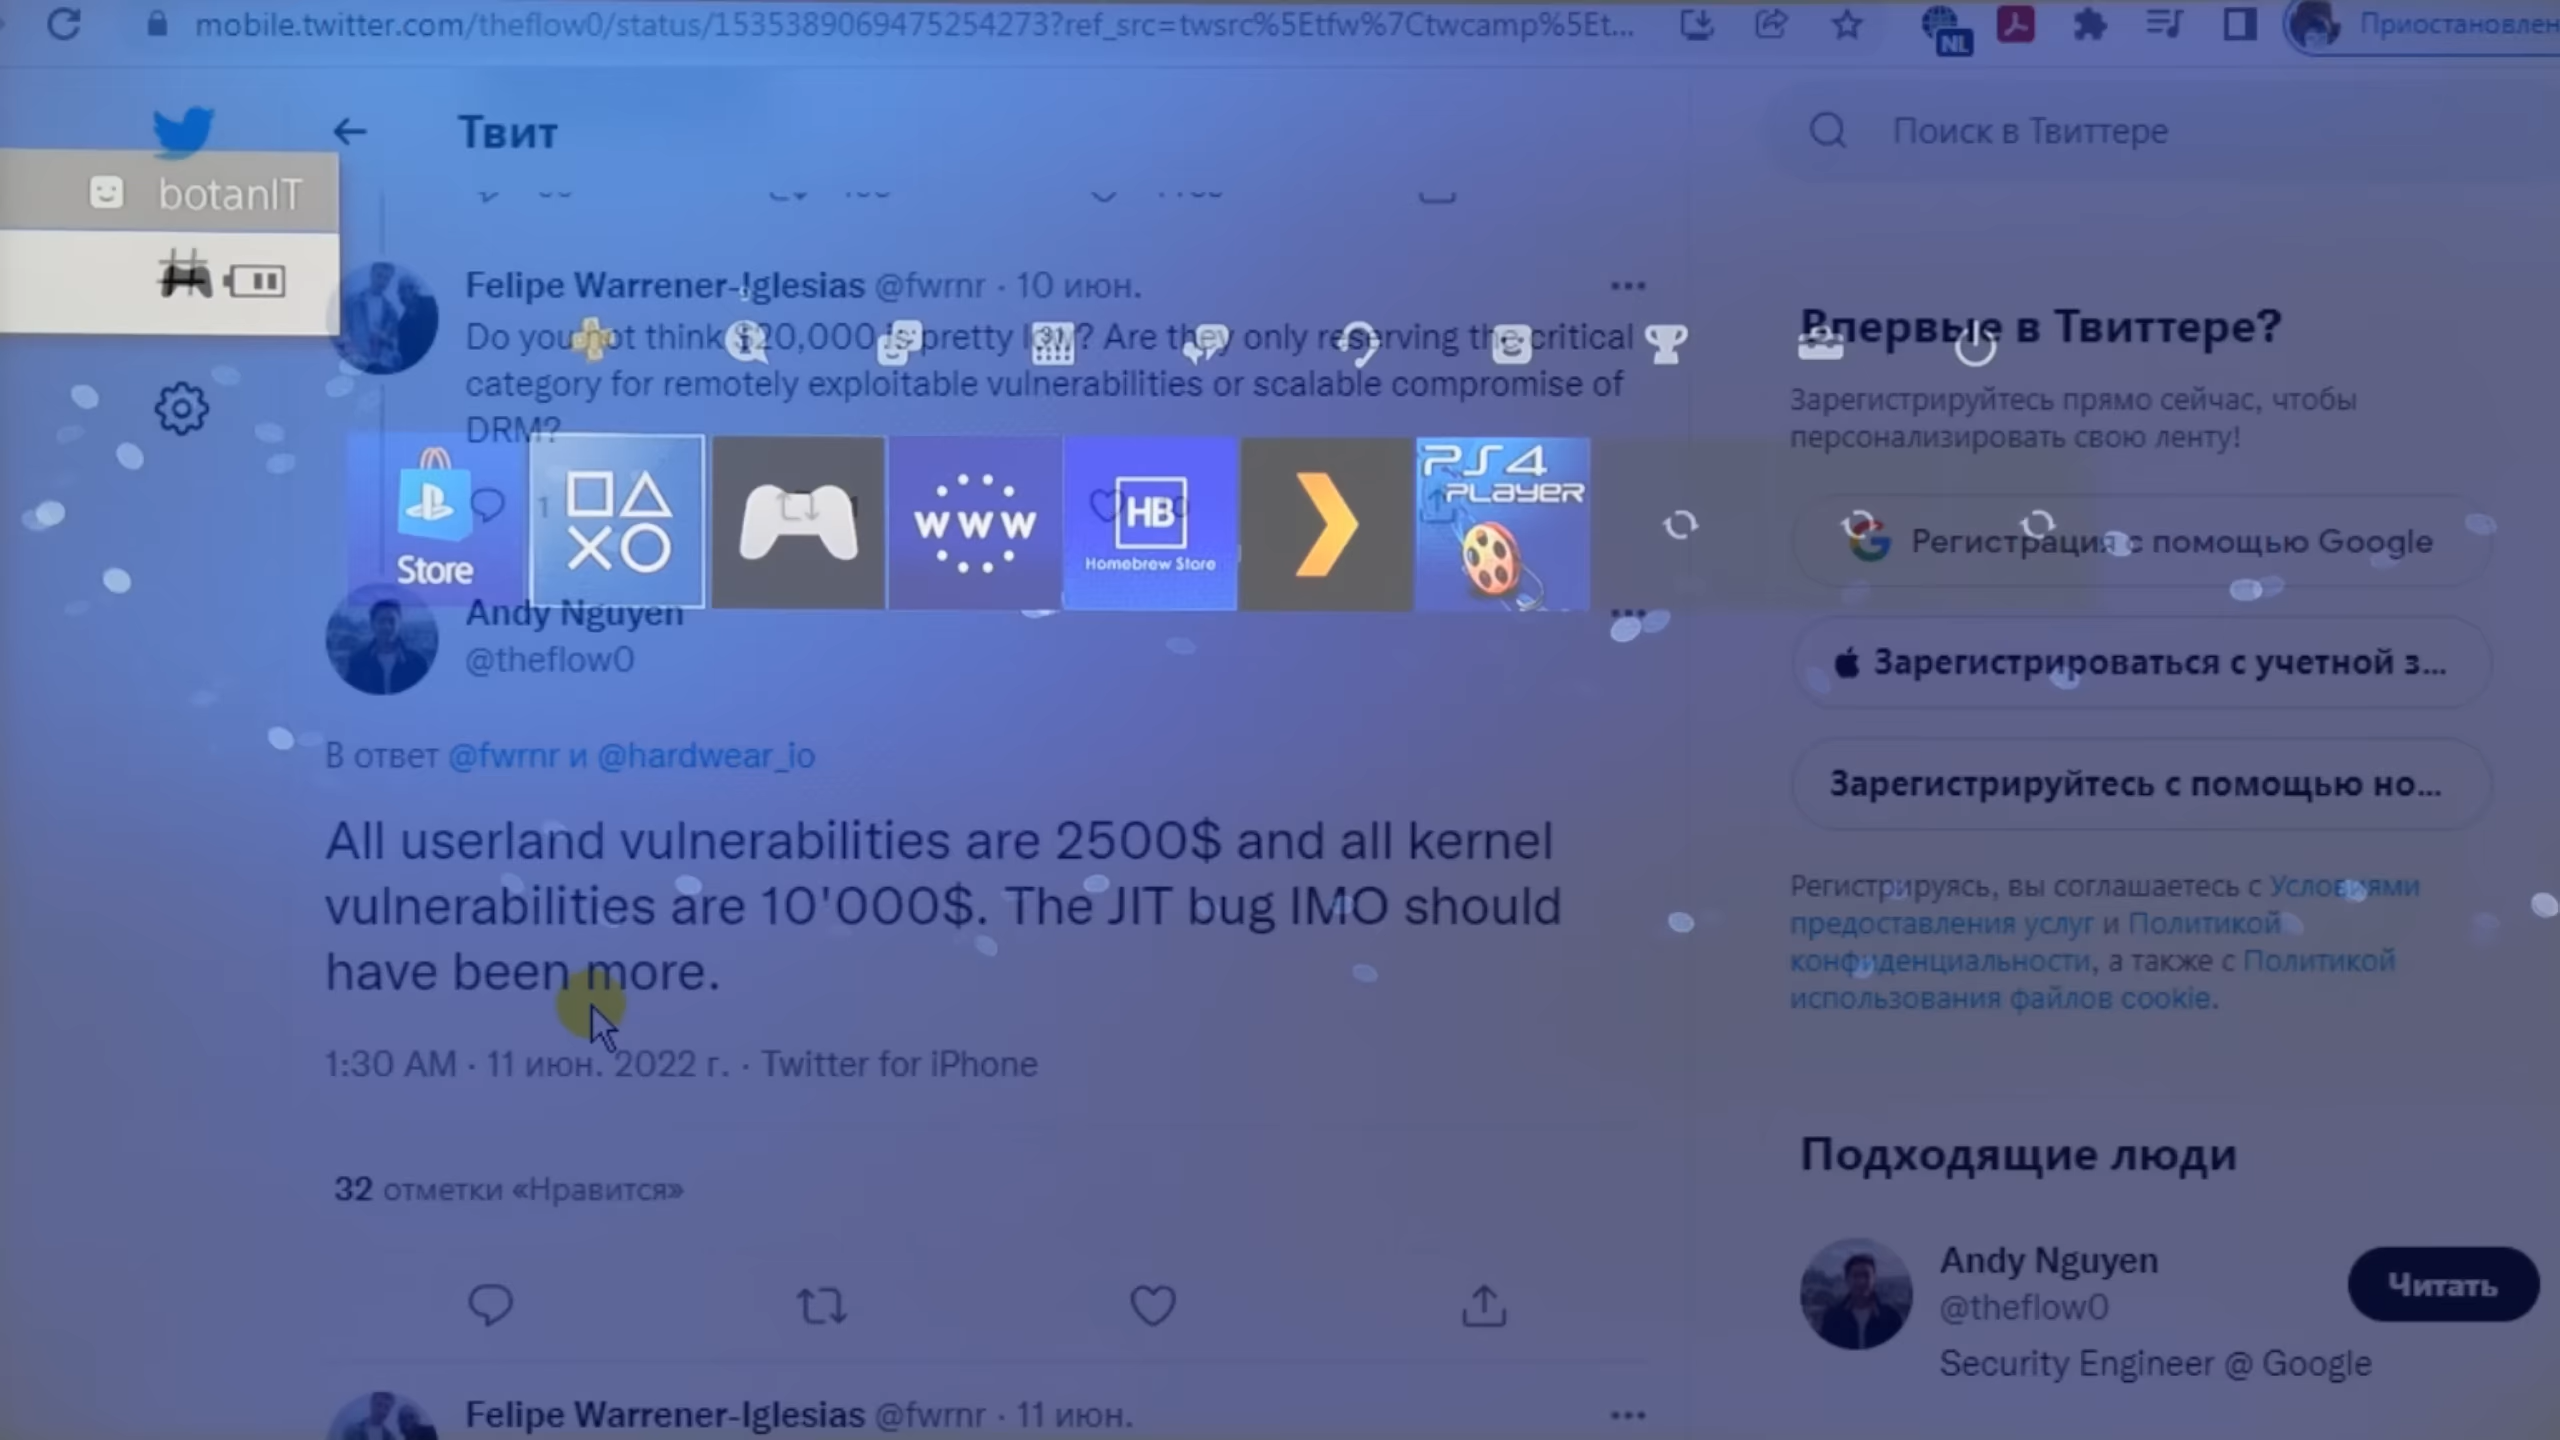 mobile.twitter.com/theflow0/status/1535389069475254273?ref_src=twsrc%5Etfw%7Ctwcamp%5Et...
NL
Приостановлен
Твит
Поиск в Твиттере
botanIT
Felipe Warrener-Iglesias @fwrnr · 10 июн.
Do you not think $20,000 is pretty low? Are they only reserving the critical
category for remotely exploitable vulnerabilities or scalable compromise of
DRM?
Впервые в Твиттере?
Зарегистрируйтесь прямо сейчас, чтобы
персонализировать свою ленту!
Store
www
HB
Homebrew Store
PS4
PLAYER
1
Регистрация с помощью Google
Andy Nguyen
@theflow0
Зарегистрироваться с учетной з...
В ответ @fwrnr и @hardwear_io
Зарегистрируйтесь с помощью но...
All userland vulnerabilities are 2500$ and all kernel
vulnerabilities are 10'000$. The JIT bug IMO should
have been more.
Регистрируясь, вы соглашаетесь с Условиями
предоставления услуг и Политикой
конфиденциальности, а также с Политикой
использования файлов cookie.
1:30 AM · 11 июн. 2022 г. · Twitter for iPhone
32 отметки «Нравится»
Подходящие люди
Andy Nguyen
@theflow0
Читать
Security Engineer @ Google
Felipe Warrener-Iglesias @fwrnr · 11 июн.